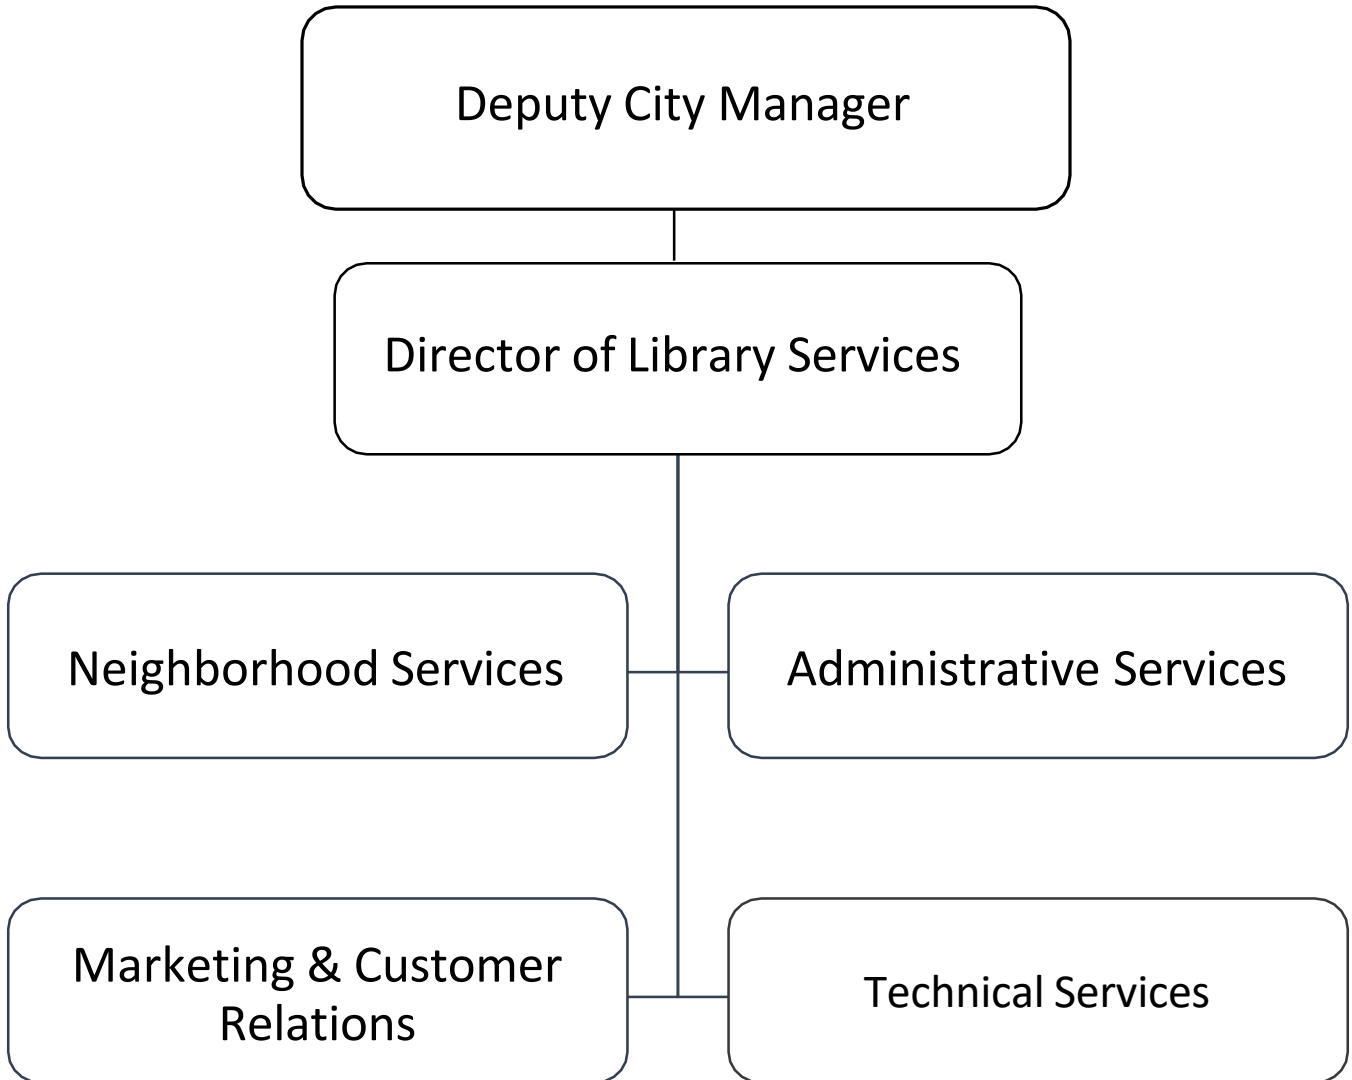 Deputy City Manager
Director of Library Services
Neighborhood Services
Administrative Services
Marketing & Customer
Relations
Technical Services